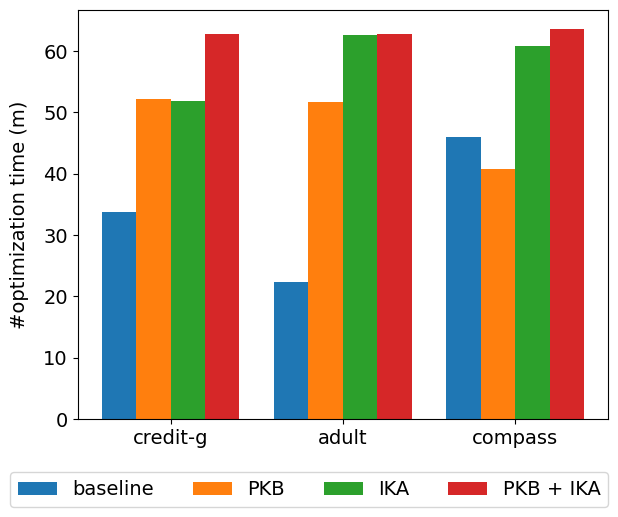 #optimization time (m)
60
50
40
30
20
10
0
credit-g adult compass
baseline PKB IKA PKB + IKA